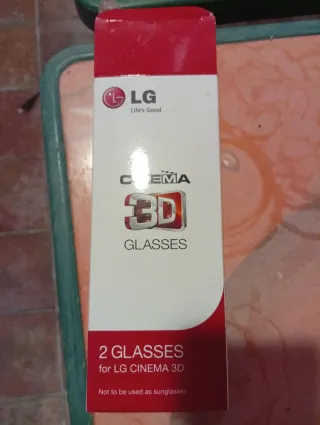 LG
Life's Good
CINEMA
3D
GLASSES
2 GLASSES
for LG CINEMA 3D
Not to be used as sunglasses